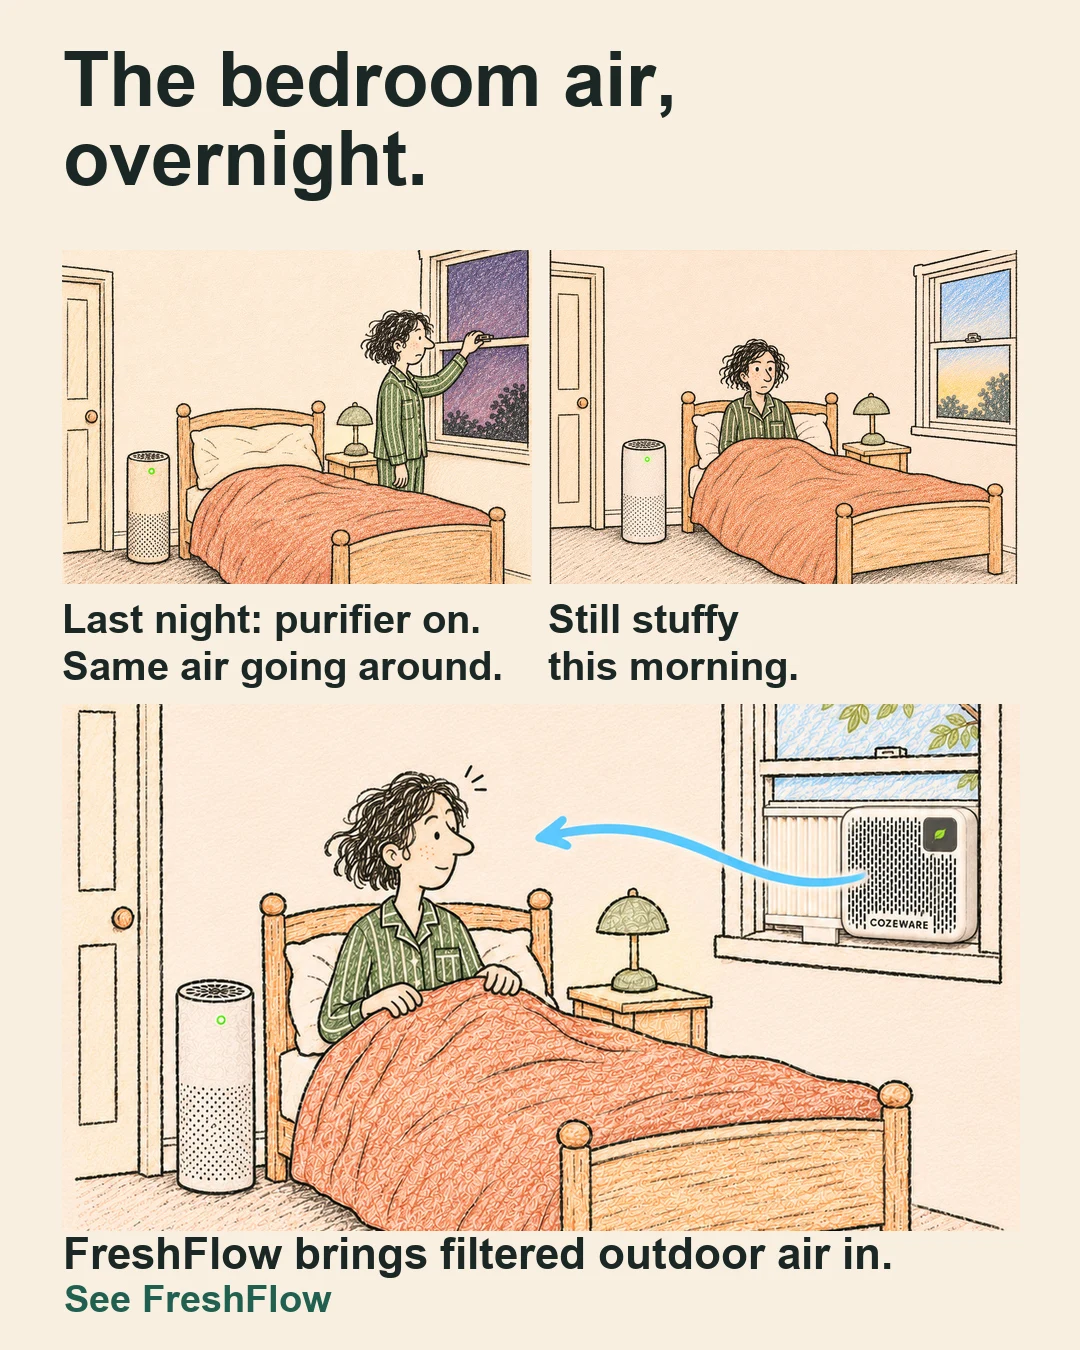 The bedroom air,
overnight.
Last night: purifier on.
Same air going around.
Still stuffy
this morning.
COZEWARE
FreshFlow brings filtered outdoor air in.
See FreshFlow